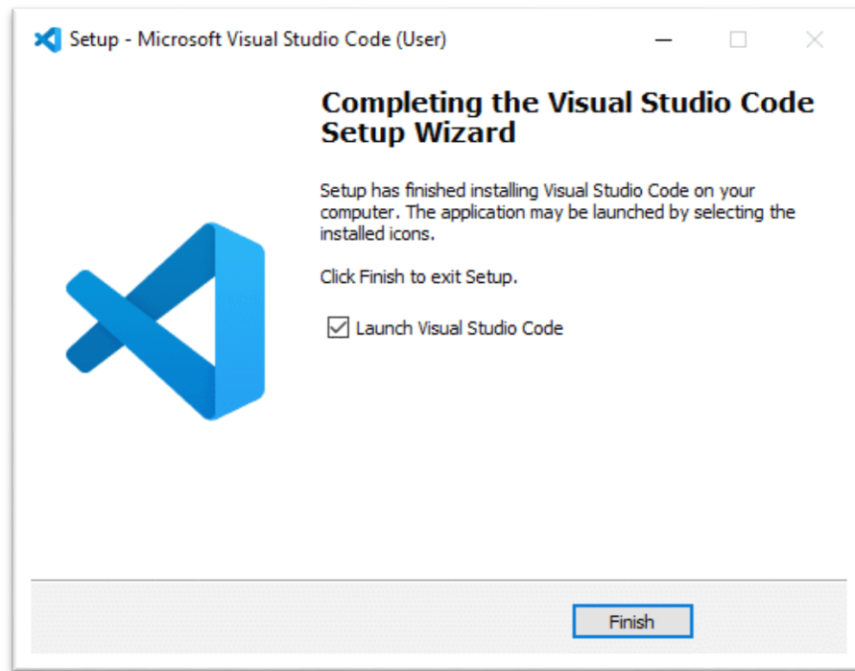 Setup - Microsoft Visual Studio Code (User)
Completing the Visual Studio Code
Setup Wizard
Setup has finished installing Visual Studio Code on your
computer. The application may be launched by selecting the
installed icons.
Click Finish to exit Setup.
Launch Visual Studio Code
Finish